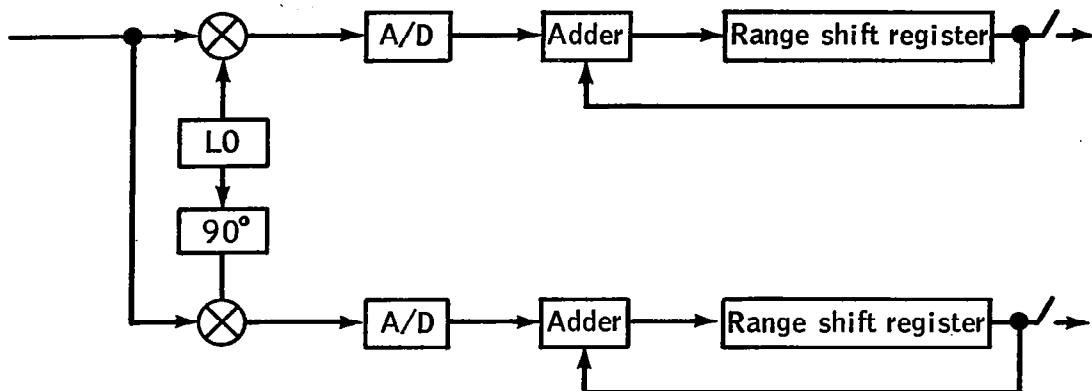 A/D
Adder
Range shift register
LO
90°
A/D
Adder
Range shift register